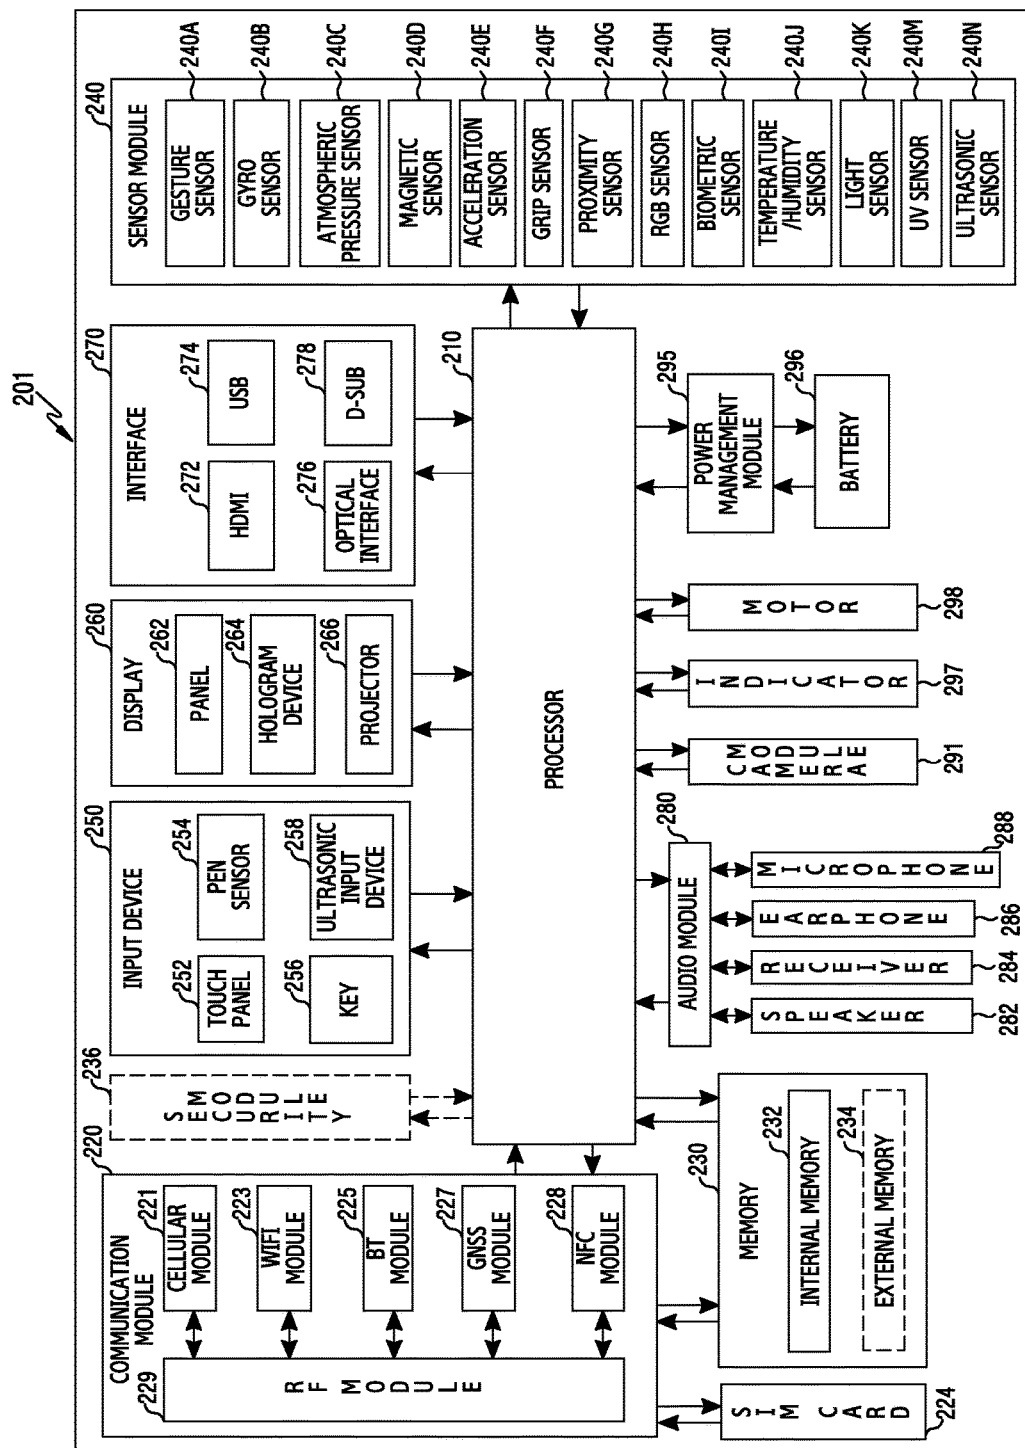 201
COMMUNICATION
MODULE
220
229
RF MODULE
221
CELLULAR
MODULE
223
WIFI
MODULE
225
BT
MODULE
227
GNSS
MODULE
228
NFC
MODULE
236
SECURITY
MODULE
250
INPUT DEVICE
252
TOUCH
PANEL
254
PEN
SENSOR
256
KEY
258
ULTRASONIC
INPUT
DEVICE
260
DISPLAY
262
PANEL
264
HOLOGRAM
DEVICE
266
PROJECTOR
270
INTERFACE
272
HDMI
274
USB
276
OPTICAL
INTERFACE
278
D-SUB
240
SENSOR MODULE
GESTURE
SENSOR
240A
GYRO
SENSOR
240B
ATMOSPHERIC
PRESSURE SENSOR
240C
MAGNETIC
SENSOR
240D
ACCELERATION
SENSOR
240E
GRIP SENSOR
240F
PROXIMITY
SENSOR
240G
RGB SENSOR
240H
BIOMETRIC
SENSOR
240I
TEMPERATURE
/HUMIDITY
SENSOR
240J
LIGHT
SENSOR
240K
UV SENSOR
240M
ULTRASONIC
SENSOR
240N
210
PROCESSOR
SIM CARD
224
230
MEMORY
232
INTERNAL MEMORY
234
EXTERNAL MEMORY
280
AUDIO MODULE
SPEAKER
282
RECEIVER
284
EARPHONE
286
MICROPHONE
288
CAMERA
MODULE
291
INDICATOR
297
MOTOR
298
295
POWER
MANAGEMENT
MODULE
296
BATTERY